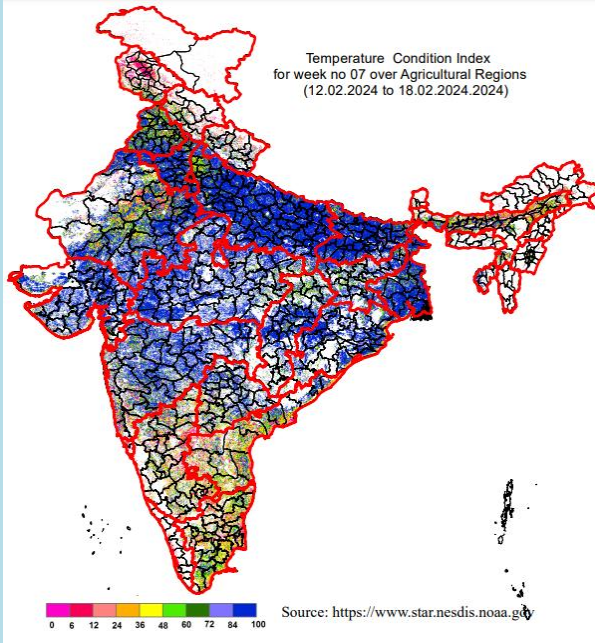 Temperature Condition Index
for week no 07 over Agricultural Regions
(12.02.2024 to 18.02.2024.2024)
0 6 12 24 36 48 60 72 84 100
Source: https://www.star.nesdis.noaa.gov